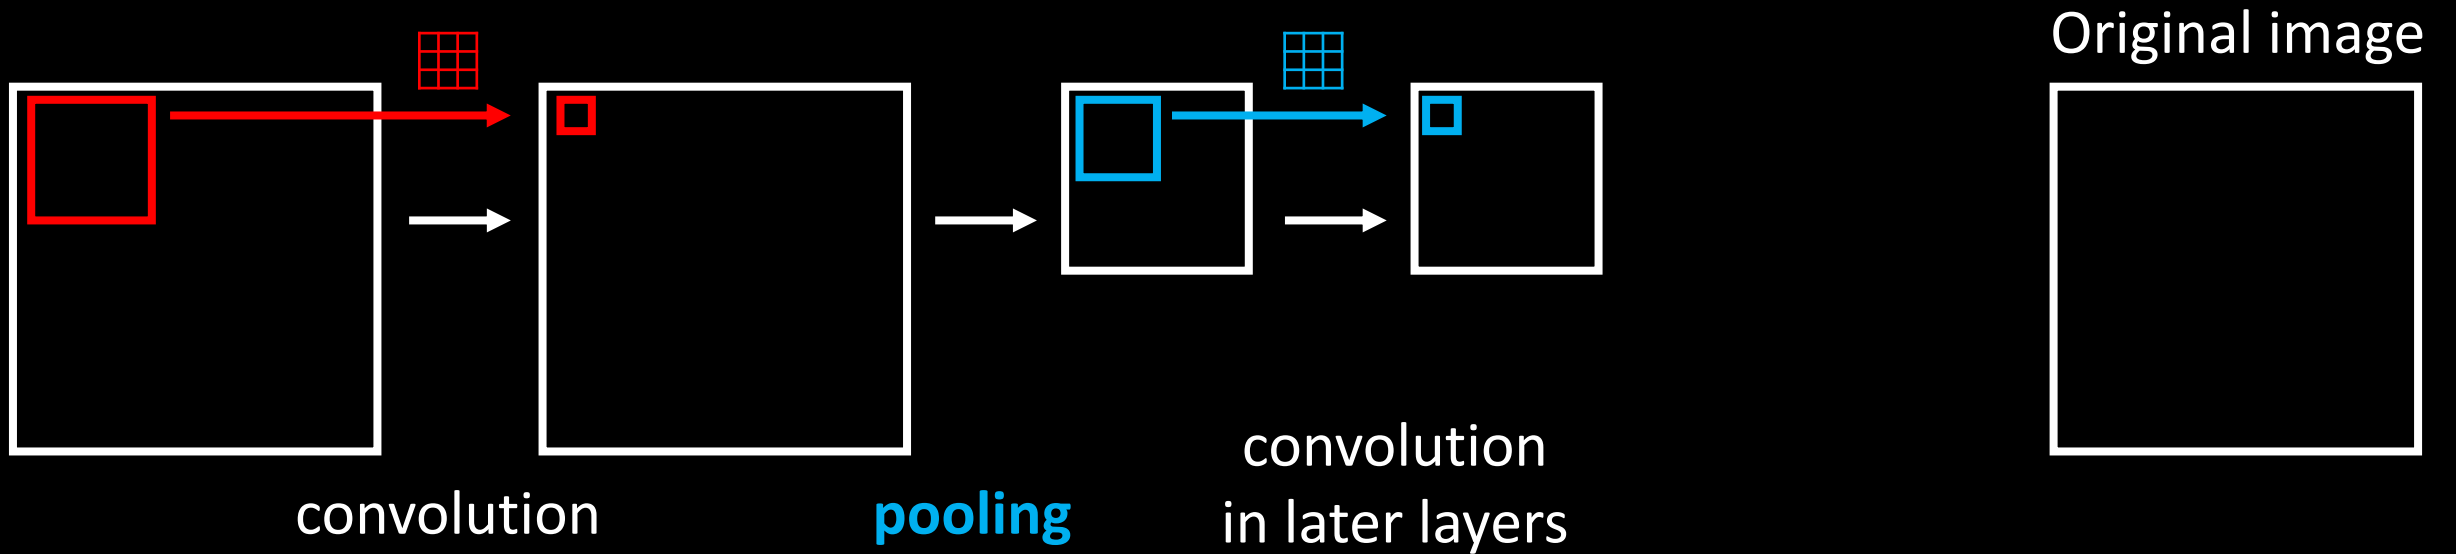 Original image
convolution
pooling
convolution
in later layers